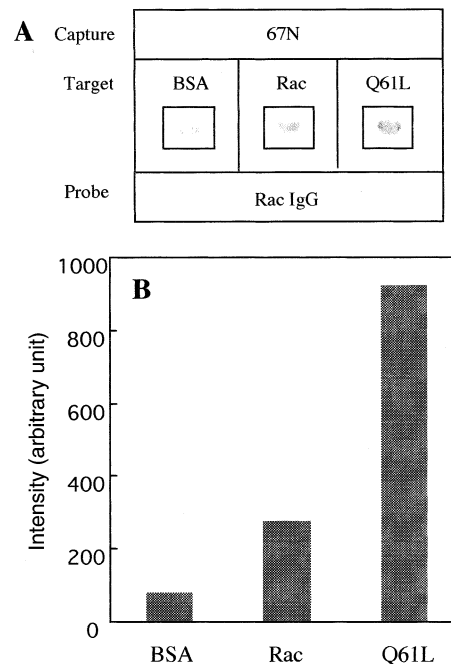 A
Capture 67N
Target BSA Rac Q61L
Probe Rac IgG
B
1000
800
600
400
200
0
Intensity (arbitrary unit)
BSA Rac Q61L